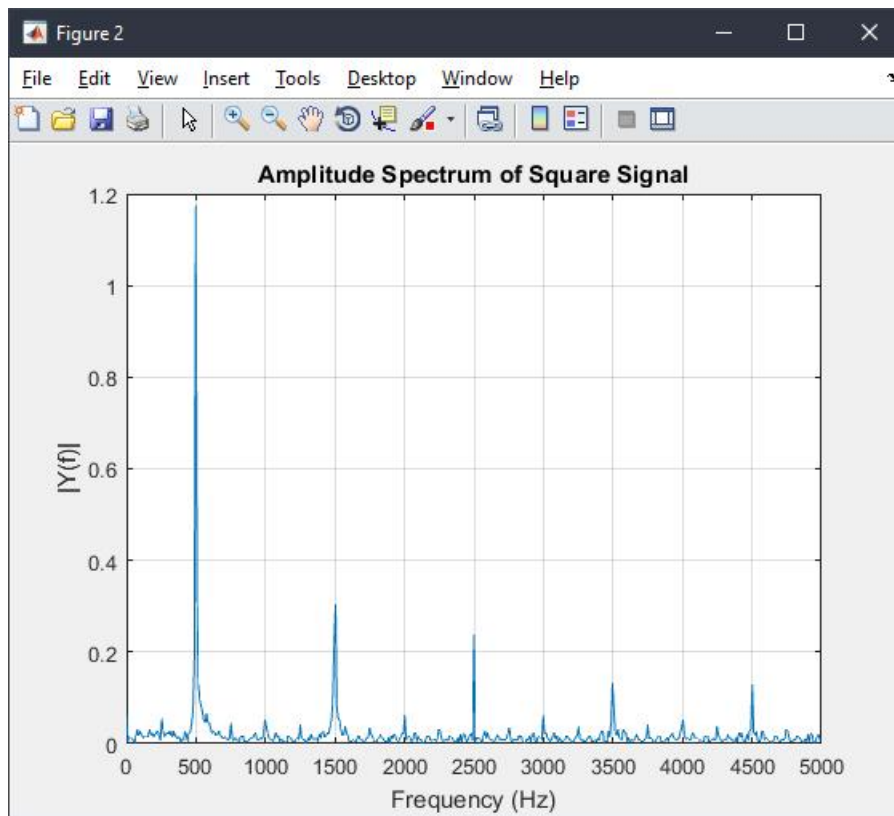 Figure 2
File Edit View Insert Tools Desktop Window Help
Amplitude Spectrum of Square Signal
1.2
1
0.8
0.6
0.4
0.2
0
|Y(f)|
0 500 1000 1500 2000 2500 3000 3500 4000 4500 5000
Frequency (Hz)